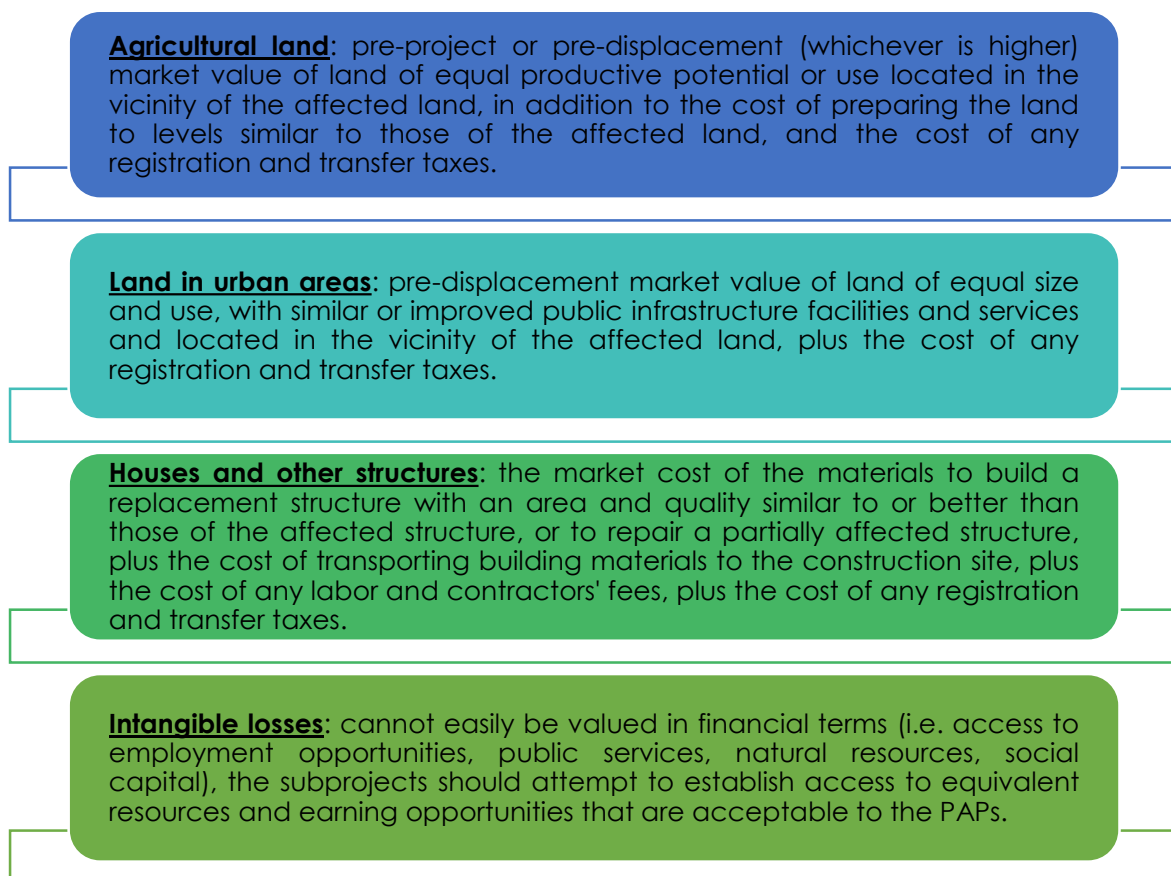 Agricultural land: pre-project or pre-displacement (whichever is higher)
market value of land of equal productive potential or use located in the
vicinity of the affected land, in addition to the cost of preparing the land
to levels similar to those of the affected land, and the cost of any
registration and transfer taxes.
Land in urban areas: pre-displacement market value of land of equal size
and use, with similar or improved public infrastructure facilities and services
and located in the vicinity of the affected land, plus the cost of any
registration and transfer taxes.
Houses and other structures: the market cost of the materials to build a
replacement structure with an area and quality similar to or better than
those of the affected structure, or to repair a partially affected structure,
plus the cost of transporting building materials to the construction site, plus
the cost of any labor and contractors' fees, plus the cost of any registration
and transfer taxes.
Intangible losses: cannot easily be valued in financial terms (i.e. access to
employment opportunities, public services, natural resources, social
capital), the subprojects should attempt to establish access to equivalent
resources and earning opportunities that are acceptable to the PAPs.